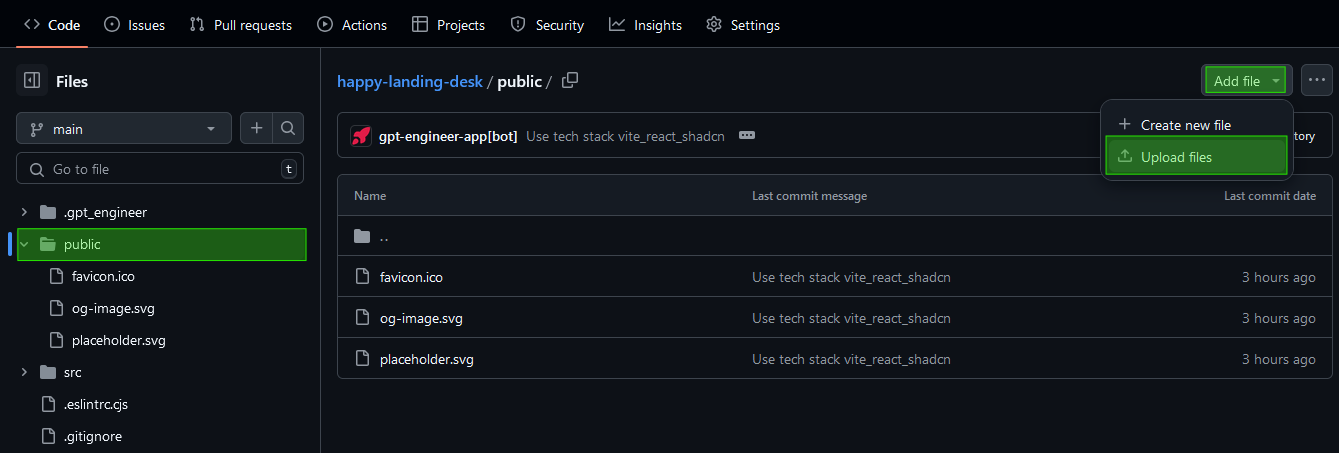 Code Issues Pull requests Actions Projects Security Insights Settings
Files
main
Go to file t
.gpt_engineer
public
favicon.ico
og-image.svg
placeholder.svg
src
.eslintrc.cjs
.gitignore
happy-landing-desk / public /
Add file
Create new file
Upload files
gpt-engineer-app[bot] Use tech stack vite_react_shadcn
Name Last commit message Last commit date
..
favicon.ico Use tech stack vite_react_shadcn 3 hours ago
og-image.svg Use tech stack vite_react_shadcn 3 hours ago
placeholder.svg Use tech stack vite_react_shadcn 3 hours ago